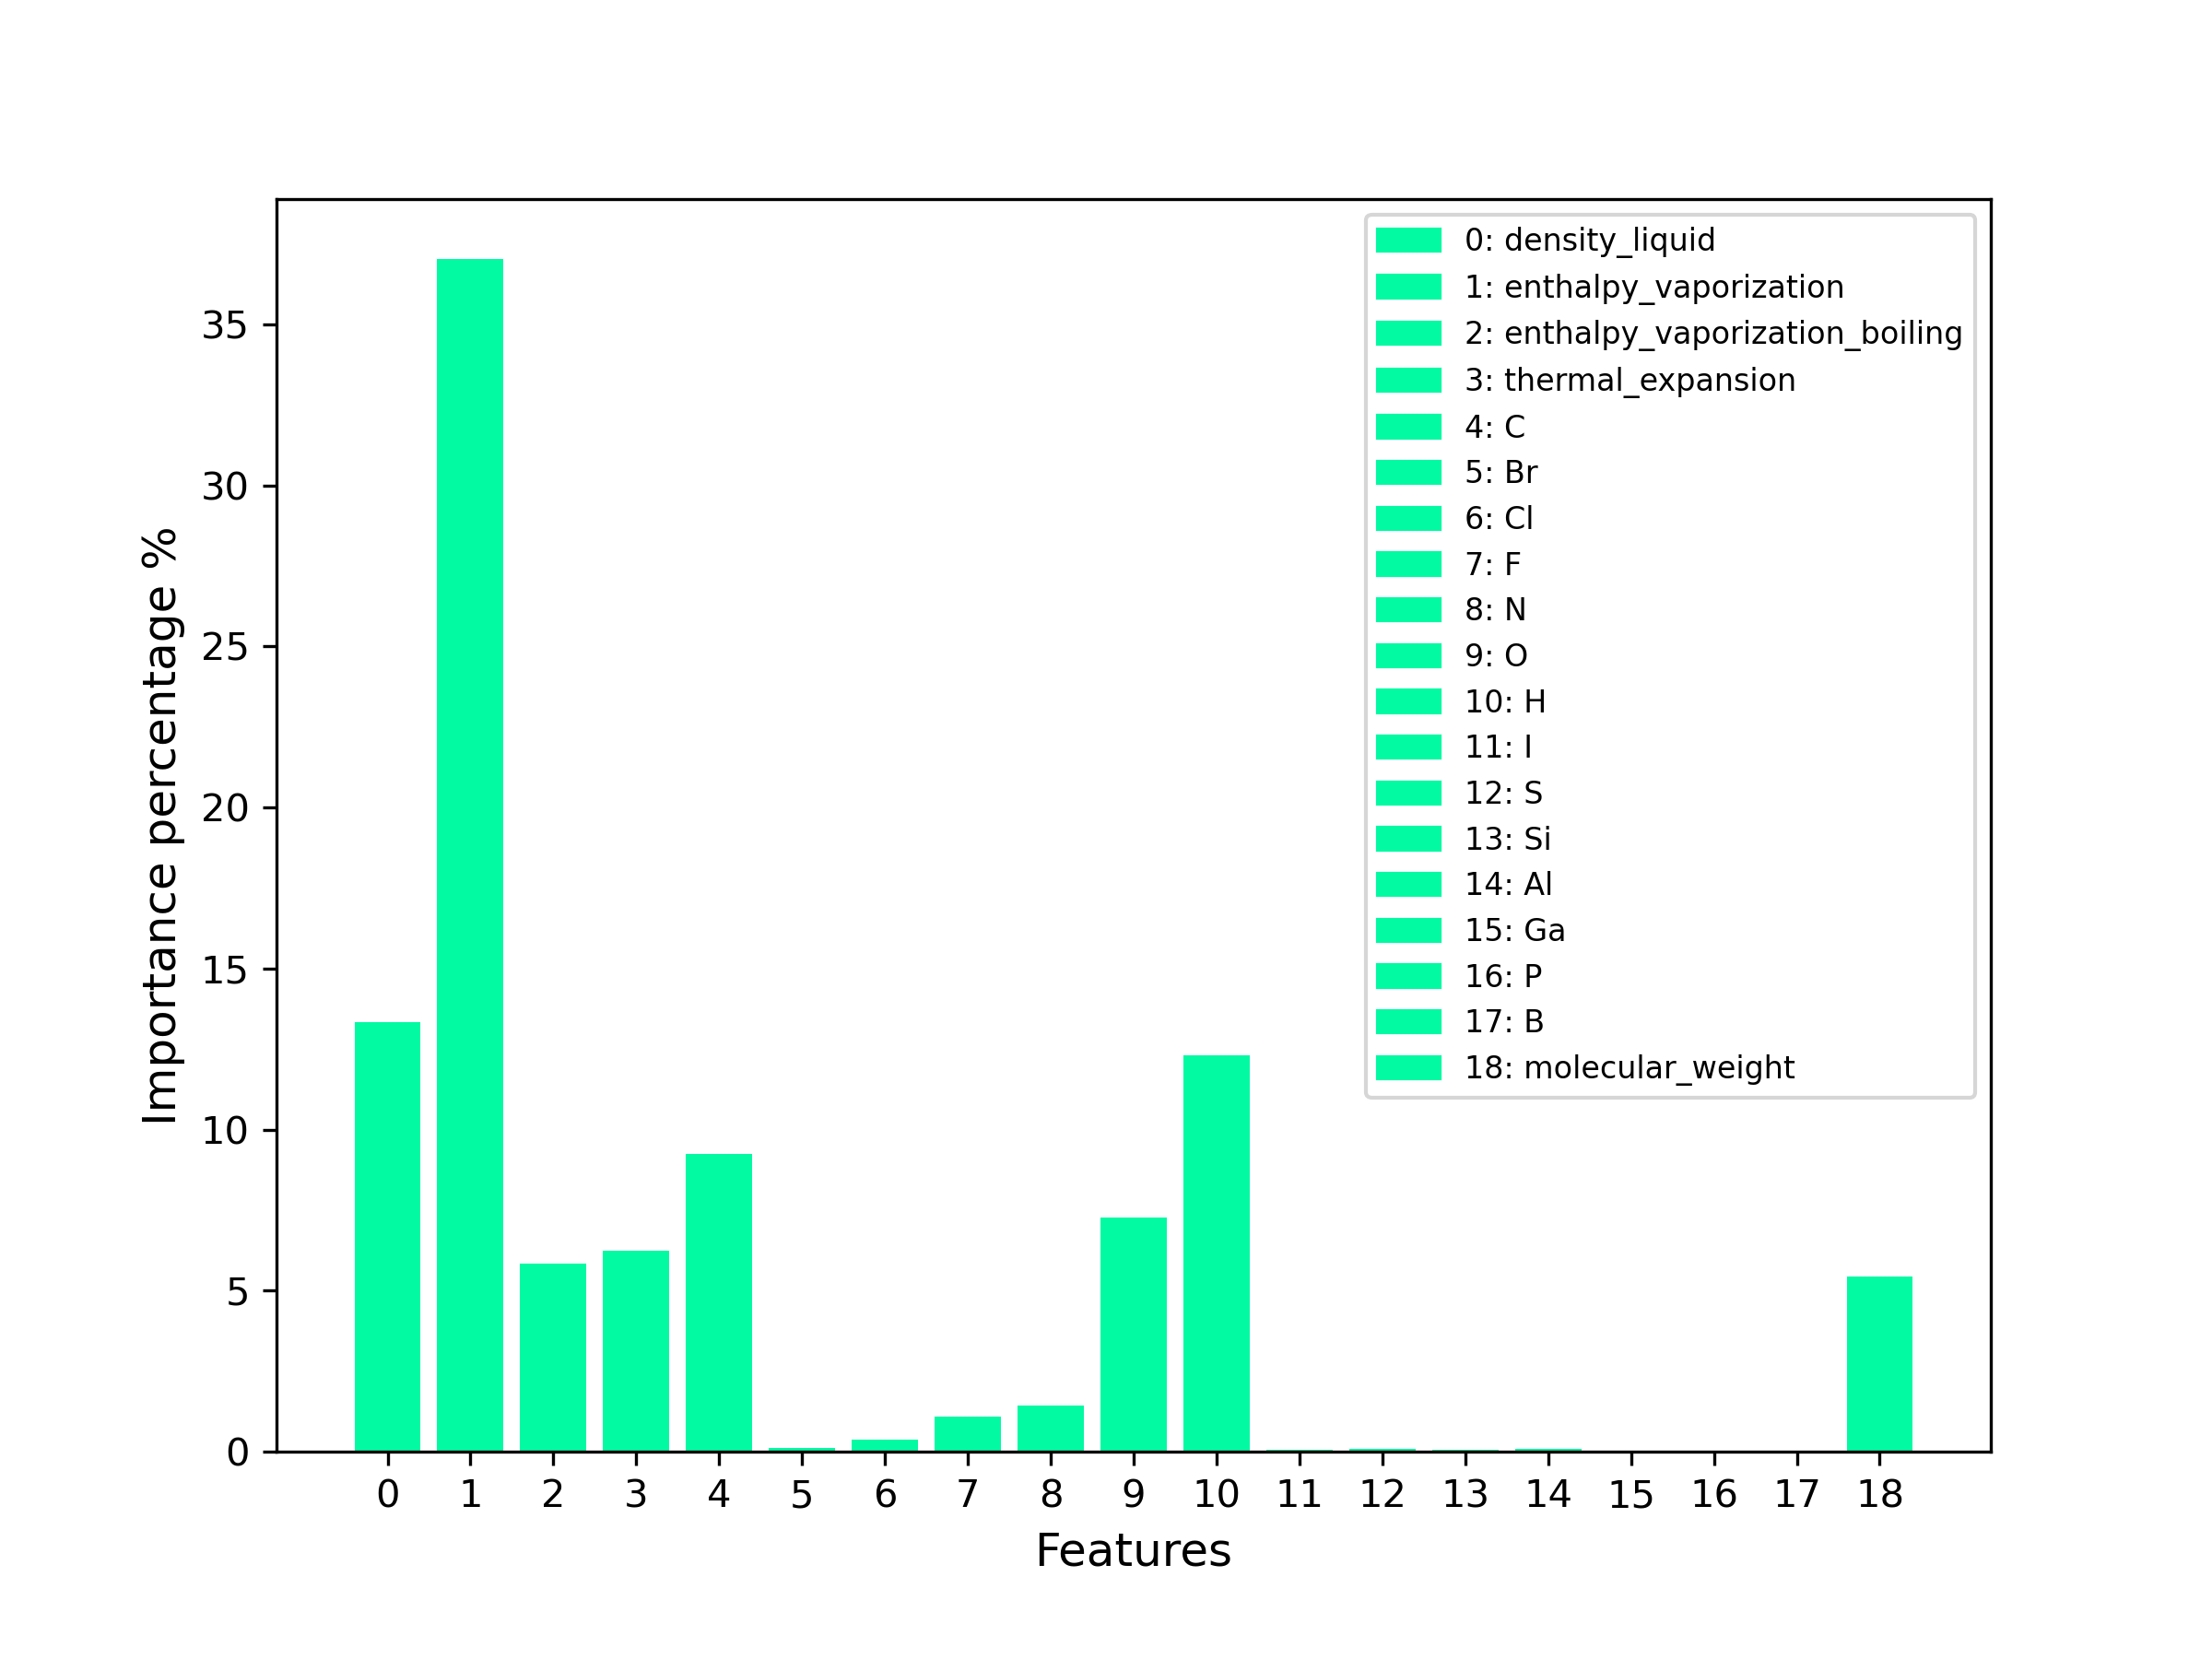 Importance percentage %
35
30
25
20
15
10
5
0
0 1 2 3 4 5 6 7 8 9 10 11 12 13 14 15 16 17 18
Features
0: density_liquid
1: enthalpy_vaporization
2: enthalpy_vaporization_boiling
3: thermal_expansion
4: C
5: Br
6: Cl
7: F
8: N
9: O
10: H
11: I
12: S
13: Si
14: Al
15: Ga
16: P
17: B
18: molecular_weight